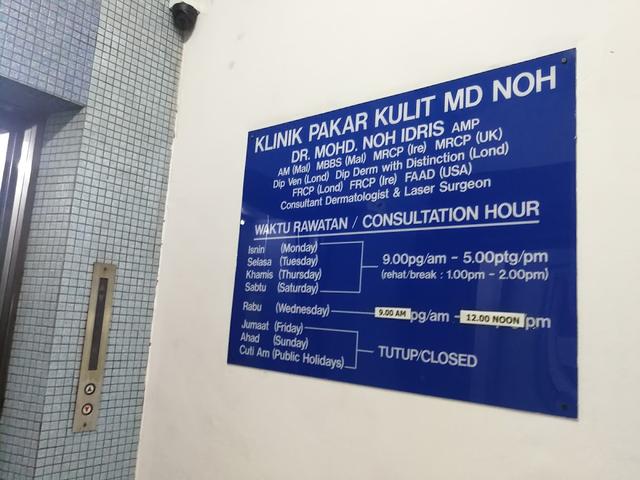 KLINIK PAKAR KULIT MD NOH
DR. MOHD. NOH IDRIS AMP
AM (Mal) MBBS (Mal) MRCP (Ire) MRCP (UK)
Dip Ven (Lond) Dip Derm with Distinction (Lond)
FRCP (Lond) FRCP (Ire) FAAD (USA)
Consultant Dermatologist & Laser Surgeon
WAKTU RAWATAN / CONSULTATION HOUR
Isnin (Monday)
Selasa (Tuesday) 9.00pg/am - 5.00ptg/pm
Khamis (Thursday) (rehat/break : 1.00pm - 2.00pm)
Sabtu (Saturday)
Rabu (Wednesday) 9.00 AM pg/am - 12.00 NOON pm
Jumaat (Friday)
Ahad (Sunday) TUTUP/CLOSED
Cuti Am (Public Holidays)